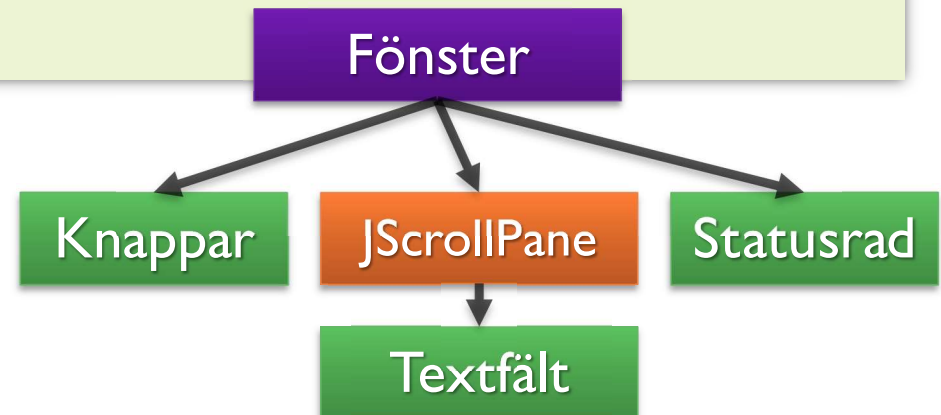 Fönster
Knappar
JScrollPane
Statusrad
Textfält